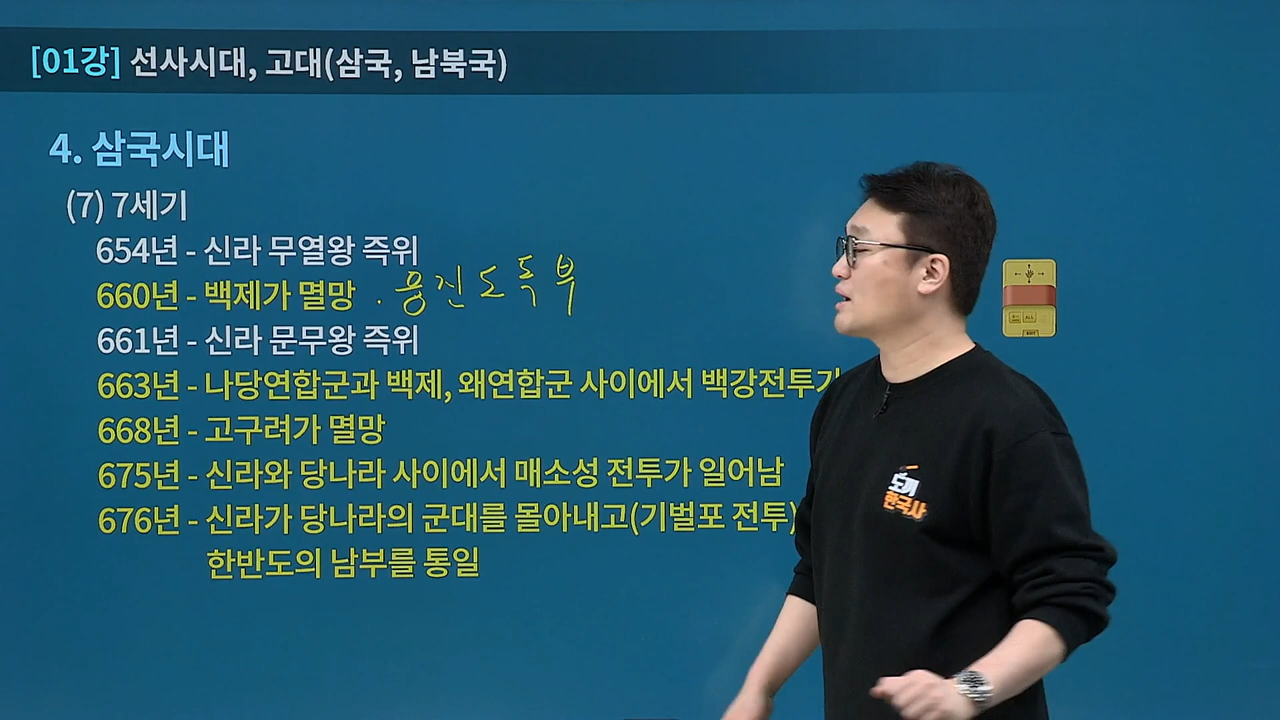 [01강] 선사시대, 고대(삼국, 남북국)
4. 삼국시대
(7) 7세기
654년 - 신라 무열왕 즉위
660년 - 백제가 멸망 · 웅진도독부
661년 - 신라 문무왕 즉위
663년 - 나당연합군과 백제, 왜연합군 사이에서 백강전투가
668년 - 고구려가 멸망
675년 - 신라와 당나라 사이에서 매소성 전투가 일어남
676년 - 신라가 당나라의 군대를 몰아내고(기벌포 전투)
한반도의 남부를 통일
ALL
EXIT
한국사